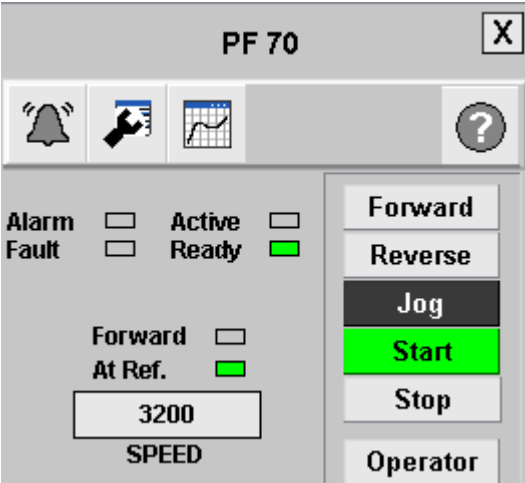 PF 70
X
?
Alarm Active
Fault Ready
Forward
At Ref.
3200
SPEED
Forward
Reverse
Jog
Start
Stop
Operator